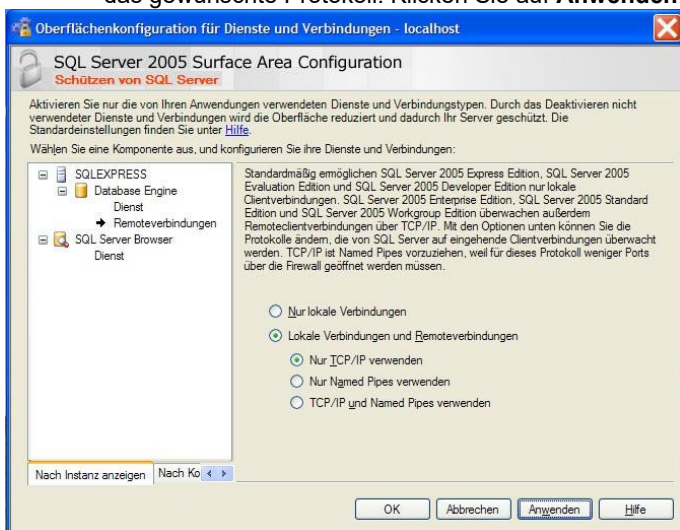 das gewünschte Protokoll. Klicken Sie auf Anwenden.
Oberflächenkonfiguration für Dienste und Verbindungen - localhost
SQL Server 2005 Surface Area Configuration
Schützen von SQL Server
Aktivieren Sie nur die von Ihren Anwendungen verwendeten Dienste und Verbindungstypen. Durch das Deaktivieren nicht
verwendeter Dienste und Verbindungen wird die Oberfläche reduziert und dadurch Ihr Server geschützt. Die
Standardeinstellungen finden Sie unter Hilfe.
Wählen Sie eine Komponente aus, und konfigurieren Sie ihre Dienste und Verbindungen:
SQLEXPRESS
Database Engine
Dienst
Remoteverbindungen
SQL Server Browser
Dienst
Nach Instanz anzeigen Nach Ko
Standardmäßig ermöglichen SQL Server 2005 Express Edition, SQL Server 2005
Evaluation Edition und SQL Server 2005 Developer Edition nur lokale
Clientverbindungen. SQL Server 2005 Enterprise Edition, SQL Server 2005 Standard
Edition und SQL Server 2005 Workgroup Edition überwachen außerdem
Remoteclientverbindungen über TCP/IP. Mit den Optionen unten können Sie die
Protokolle ändern, die von SQL Server auf eingehende Clientverbindungen überwacht
werden. TCP/IP ist Named Pipes vorzuziehen, weil für dieses Protokoll weniger Ports
über die Firewall geöffnet werden müssen.
Nur lokale Verbindungen
Lokale Verbindungen und Remoteverbindungen
Nur TCP/IP verwenden
Nur Named Pipes verwenden
TCP/IP und Named Pipes verwenden
OK Abbrechen Anwenden Hilfe